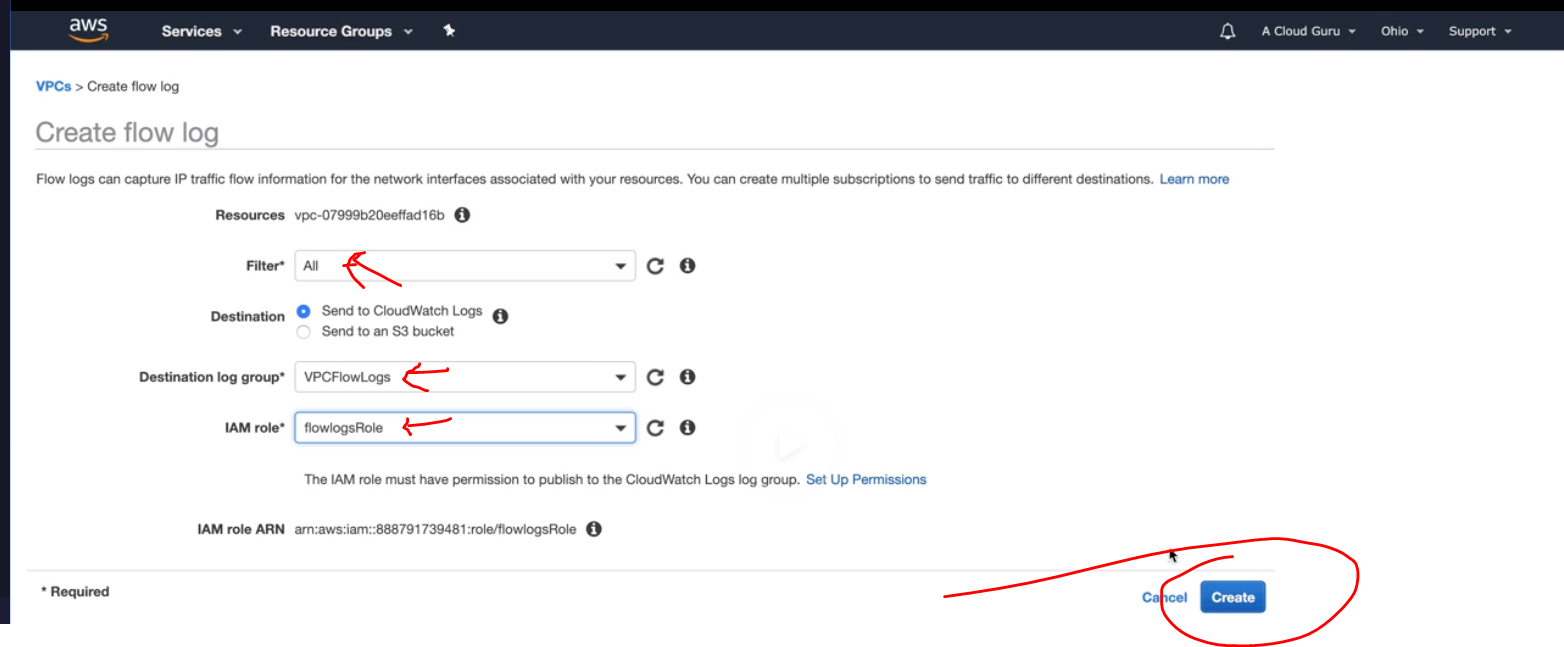 aws Services Resource Groups A Cloud Guru Ohio Support
VPCs > Create flow log
Create flow log
Flow logs can capture IP traffic flow information for the network interfaces associated with your resources. You can create multiple subscriptions to send traffic to different destinations. Learn more
Resources vpc-07999b20eeffad16b
Filter* All
Destination Send to CloudWatch Logs
Send to an S3 bucket
Destination log group* VPCFlowLogs
IAM role* flowlogsRole
The IAM role must have permission to publish to the CloudWatch Logs log group. Set Up Permissions
IAM role ARN arn:aws:iam::888791739481:role/flowlogsRole
* Required
Cancel Create